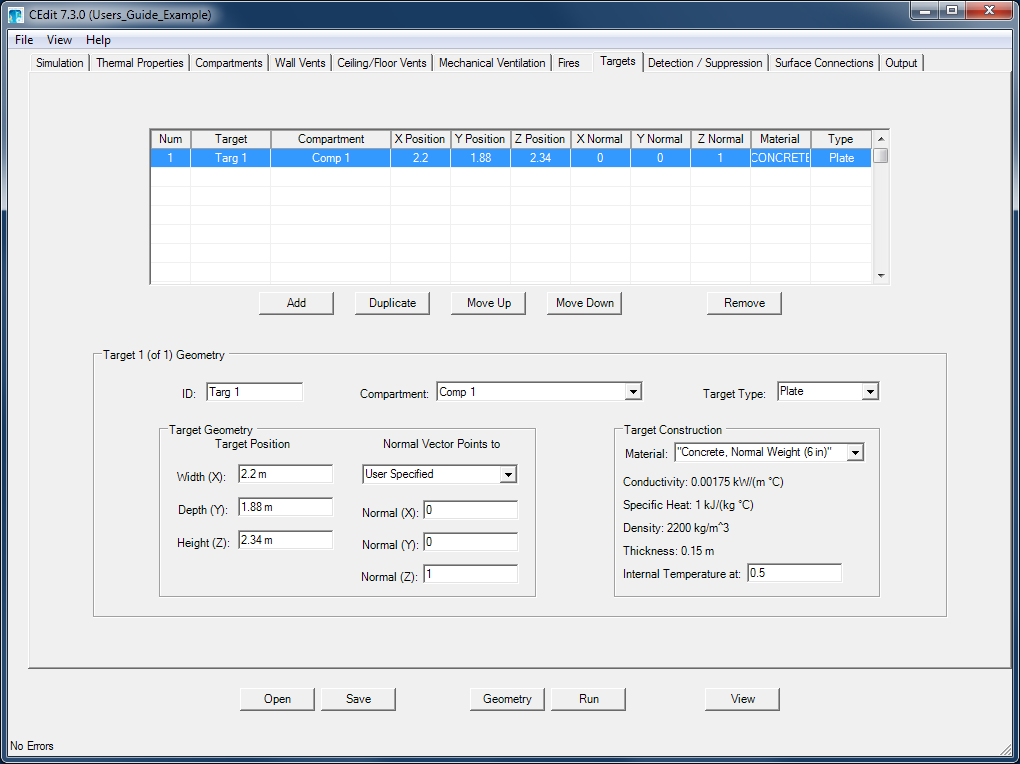 CEdit 7.3.0 (Users_Guide_Example)
File View Help
Simulation Thermal Properties Compartments Wall Vents Ceiling/Floor Vents Mechanical Ventilation Fires Targets Detection / Suppression Surface Connections Output
Num Target Compartment X Position Y Position Z Position X Normal Y Normal Z Normal Material Type
1 Targ 1 Comp 1 2.2 1.88 2.34 0 0 1 CONCRETE Plate
Add Duplicate Move Up Move Down Remove
Target 1 (of 1) Geometry
ID: Targ 1 Compartment: Comp 1 Target Type: Plate
Target Geometry
Target Position Normal Vector Points to
Width (X): 2.2 m User Specified
Depth (Y): 1.88 m Normal (X): 0
Height (Z): 2.34 m Normal (Y): 0
Normal (Z): 1
Target Construction
Material: "Concrete, Normal Weight (6 in)"
Conductivity: 0.00175 kW/(m °C)
Specific Heat: 1 kJ/(kg °C)
Density: 2200 kg/m^3
Thickness: 0.15 m
Internal Temperature at: 0.5
Open Save Geometry Run View
No Errors